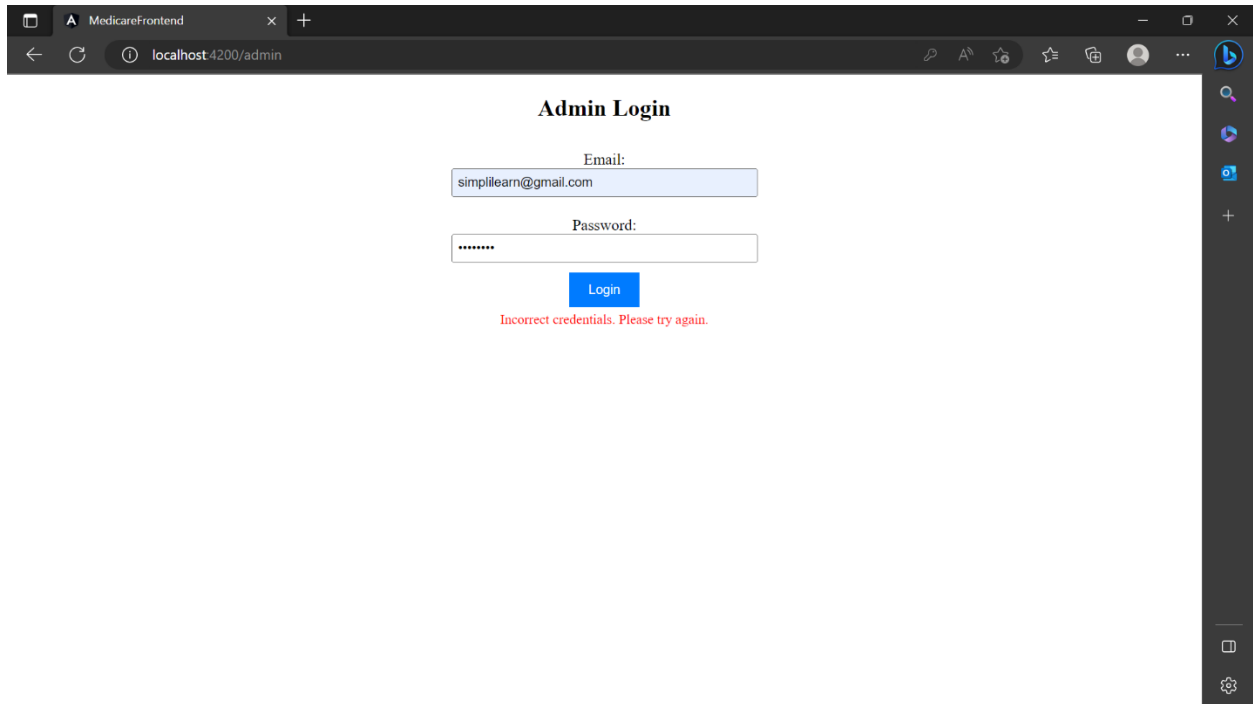 MedicareFrontend
localhost:4200/admin
Admin Login
Email:
simplilearn@gmail.com
Password:
••••••••
Login
Incorrect credentials. Please try again.